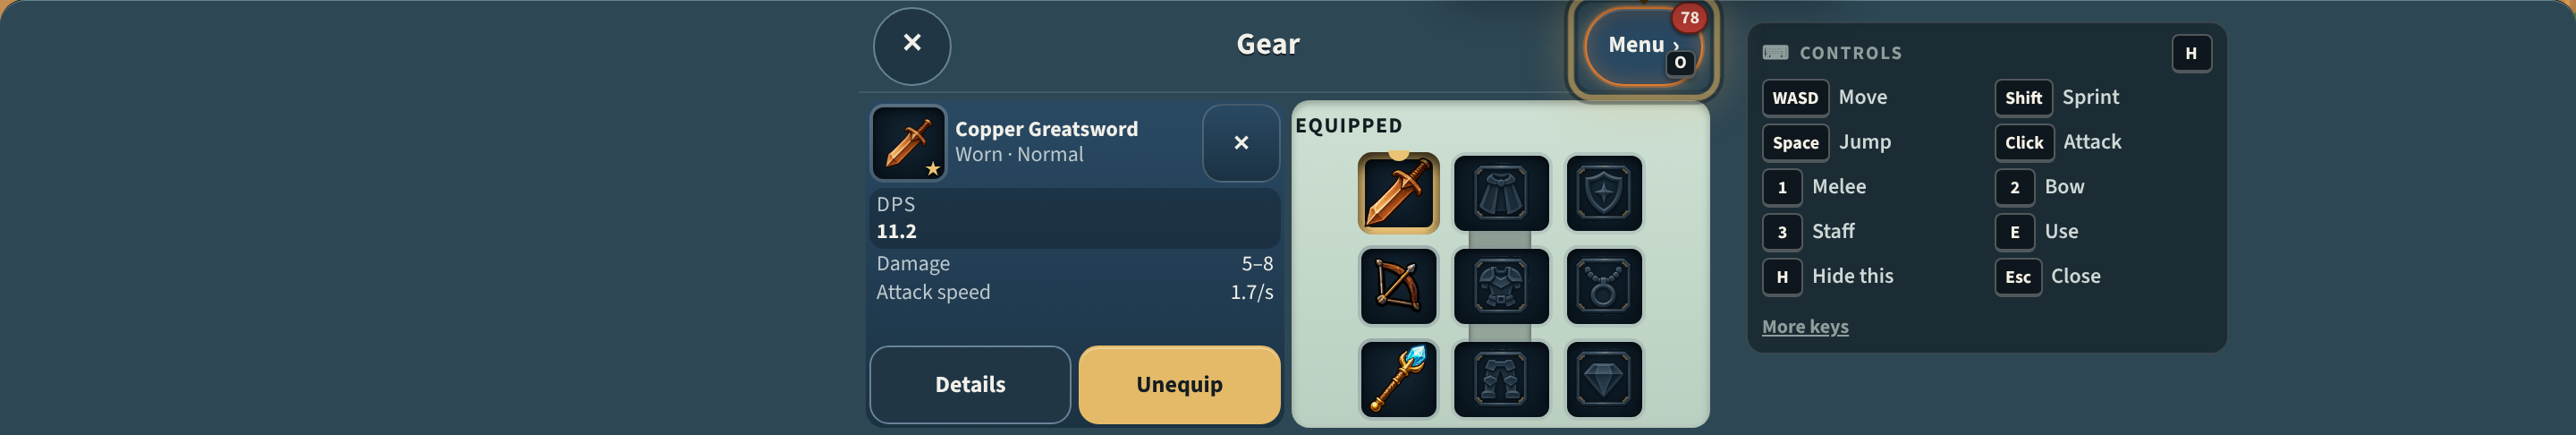 ×
Gear
Menu ›
78
O
Copper Greatsword
Worn · Normal
×
DPS
11.2
Damage 5–8
Attack speed 1.7/s
Details
Unequip
EQUIPPED
CONTROLS H
WASD Move Shift Sprint
Space Jump Click Attack
1 Melee 2 Bow
3 Staff E Use
H Hide this Esc Close
More keys